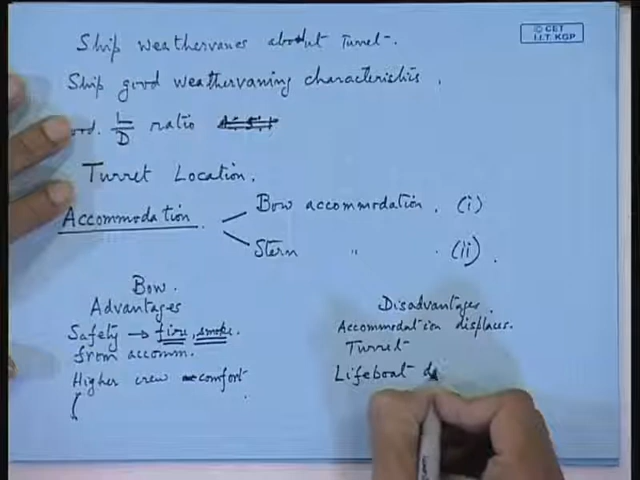 © CET
I.I.T. KGP
Ship weathervanes about Turret.
Ship good weathervaning characteristics.
L/D ratio
Turret Location.
Accommodation
Bow accommodation. (i)
Stern " (ii).
Bow.
Advantages
Safety → fire, smoke.
from accomm.
Higher crew comfort
Disadvantages.
Accommodation displaces.
Turret
Lifeboat